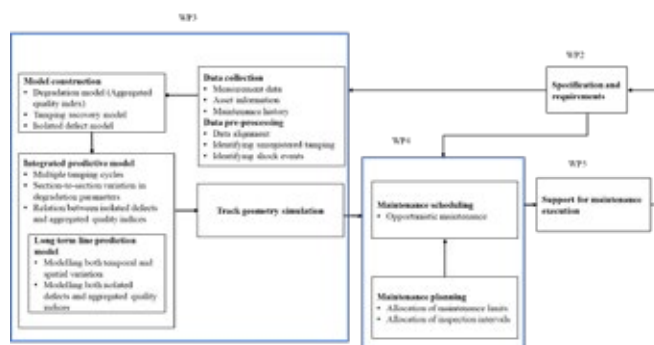 WP3
Model construction
• Degradation model (Aggregated
quality index)
• Tamping recovery model
• Isolated defect model
Data collection
• Measurement data
• Asset information
• Maintenance history
Data pre-processing
• Data alignment
• Identifying unregistered tamping
• Identifying shock events
Integrated predictive model
• Multiple tamping cycles
• Section-to-section variation in
degradation parameters
• Relation between isolated defects
and aggregated quality indices
Long term line prediction
model
• Modelling both temporal and
spatial variation
• Modelling both isolated
defects and aggregated quality
indices
Track geometry simulation
WP2
Specification and
requirements
WP4
Maintenance scheduling
• Opportunistic maintenance
Maintenance planning
• Allocation of maintenance limits
• Allocation of inspection intervals
WP5
Support for maintenance
execution